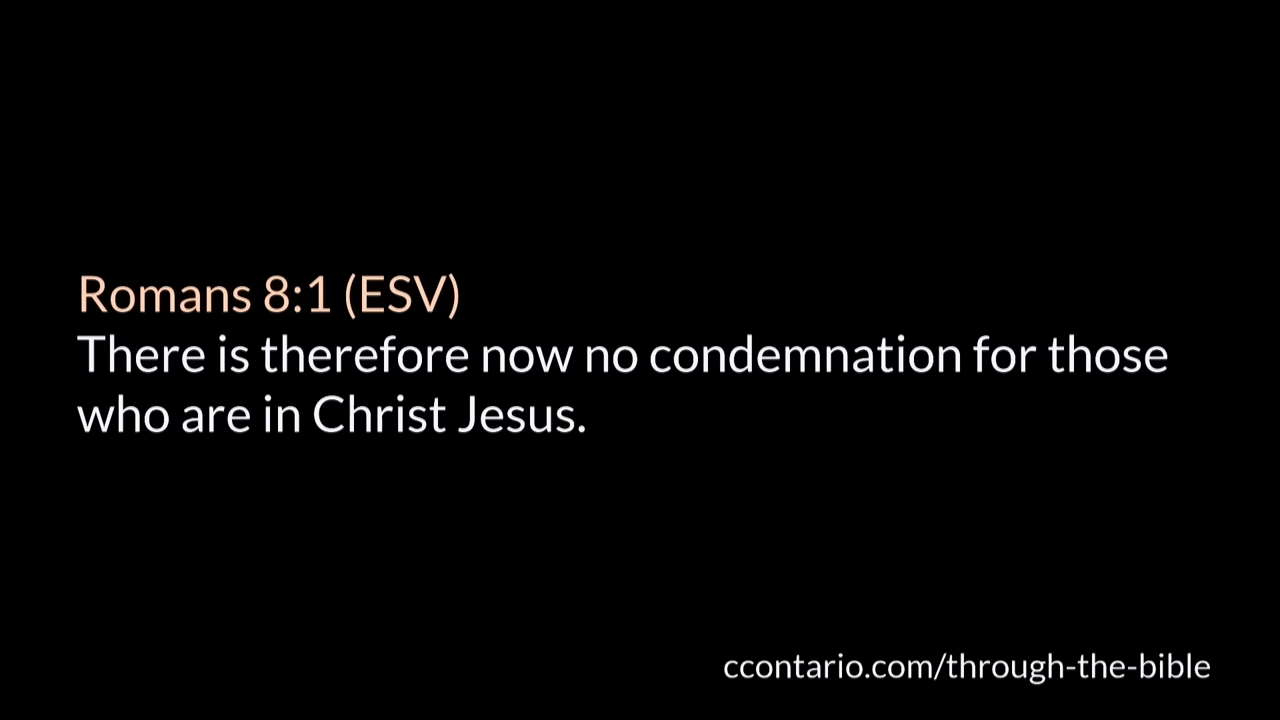 Romans 8:1 (ESV)
There is therefore now no condemnation for those
who are in Christ Jesus.
ccontario.com/through-the-bible